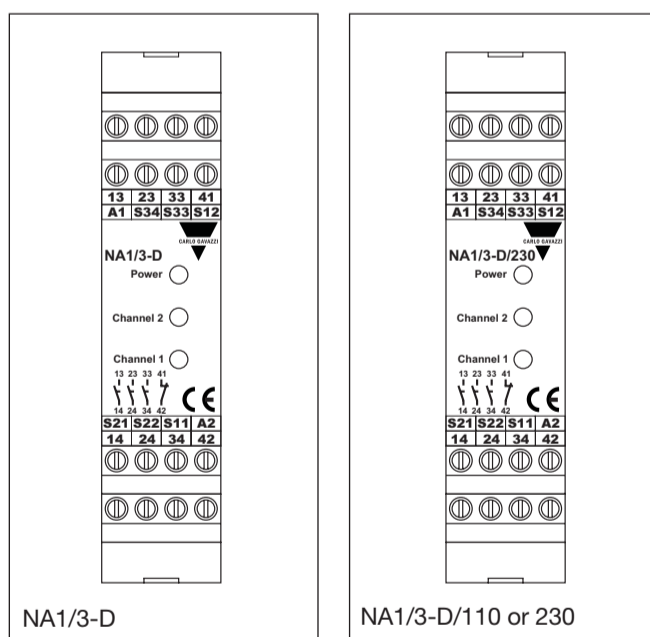 13 23 33 41
A1 S34 S33 S12
CARLO GAVAZZI
NA1/3-D
Power
Channel 2
Channel 1
13 23 33 41
14 24 34 42
CE
S21 S22 S11 A2
14 24 34 42
NA1/3-D
13 23 33 41
A1 S34 S33 S12
CARLO GAVAZZI
NA1/3-D/230
Power
Channel 2
Channel 1
13 23 33 41
14 24 34 42
CE
S21 S22 S11 A2
14 24 34 42
NA1/3-D/110 or 230